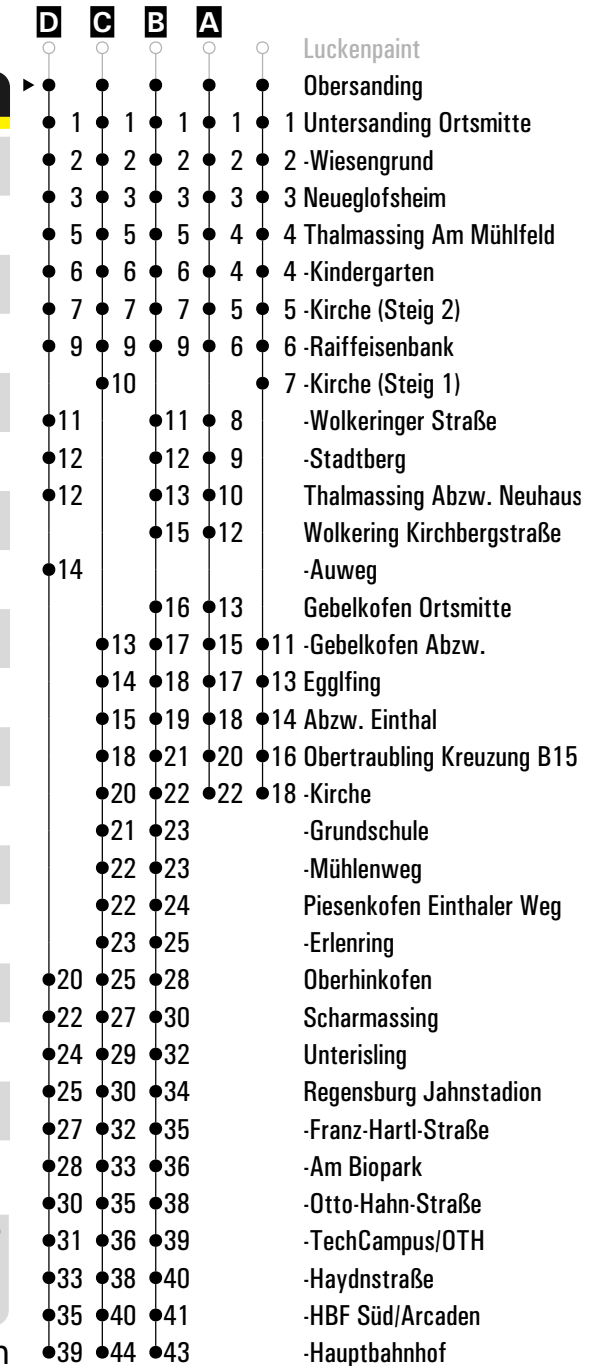 D C B A
Luckenpaint
Obersanding
1 1 1 1 1 Untersanding Ortsmitte
2 2 2 2 2 -Wiesengrund
3 3 3 3 3 Neueglofsheim
5 5 5 4 4 Thalmassing Am Mühlfeld
6 6 6 4 4 -Kindergarten
7 7 7 5 5 -Kirche (Steig 2)
9 9 9 6 6 -Raiffeisenbank
10 7 -Kirche (Steig 1)
11 11 8 -Wolkeringer Straße
12 12 9 -Stadtberg
12 13 10 Thalmassing Abzw. Neuhaus
15 12 Wolkering Kirchbergstraße
14 -Auweg
16 13 Gebelkofen Ortsmitte
13 17 15 11 -Gebelkofen Abzw.
14 18 17 13 Egglfing
15 19 18 14 Abzw. Einthal
18 21 20 16 Obertraubling Kreuzung B15
20 22 22 18 -Kirche
21 23 -Grundschule
22 23 -Mühlenweg
22 24 Piesenkofen Einthaler Weg
23 25 -Erlenring
20 25 28 Oberhinkofen
22 27 30 Scharmassing
24 29 32 Unterisling
25 30 34 Regensburg Jahnstadion
27 32 35 -Franz-Hartl-Straße
28 33 36 -Am Biopark
30 35 38 -Otto-Hahn-Straße
31 36 39 -TechCampus/OTH
33 38 40 -Haydnstraße
35 40 41 -HBF Süd/Arcaden
39 44 43 -Hauptbahnhof